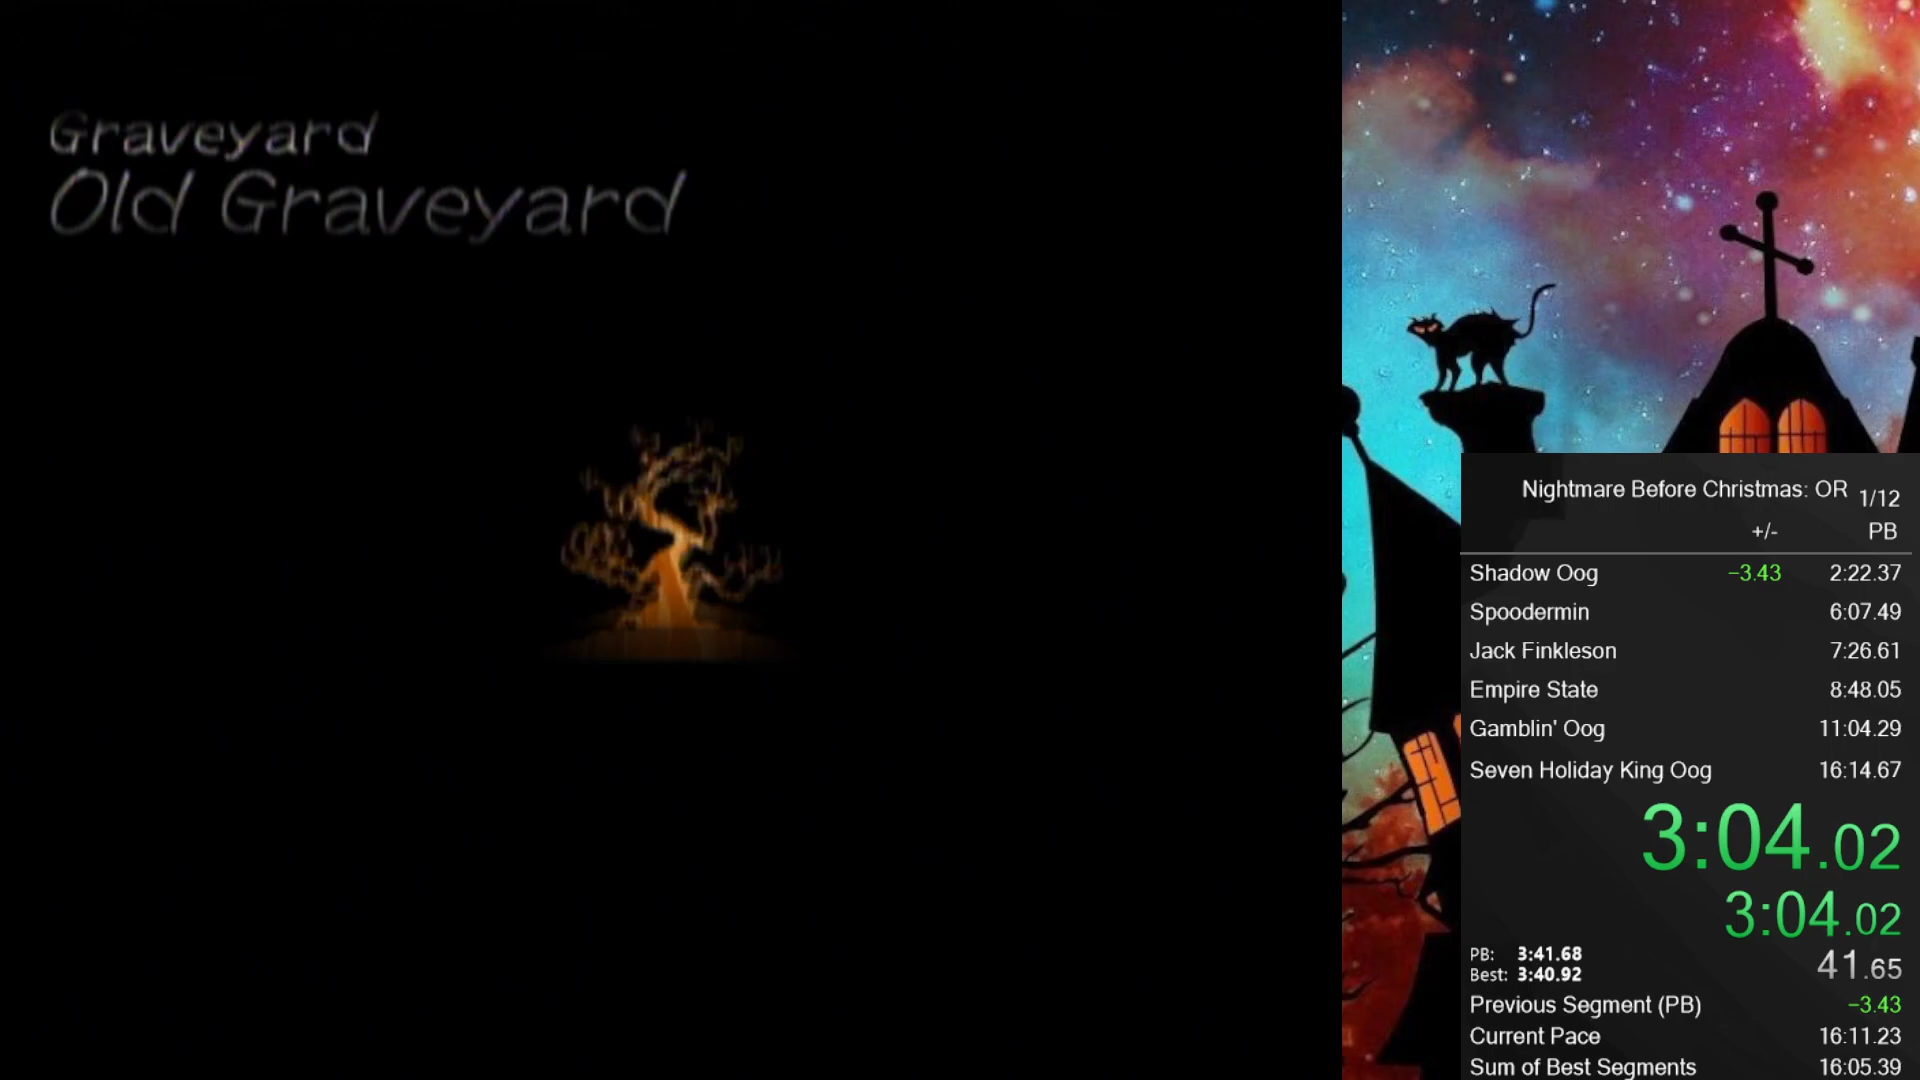 Graveyard
Old Graveyard
Nightmare Before Christmas: OR 1/12
+/- PB
Shadow Oog −3.43 2:22.37
Spoodermin 6:07.49
Jack Finkleson 7:26.61
Empire State 8:48.05
Gamblin' Oog 11:04.29
Seven Holiday King Oog 16:14.67
3:04.02
3:04.02
PB: 3:41.68
Best: 3:40.92
41.65
Previous Segment (PB) −3.43
Current Pace 16:11.23
Sum of Best Segments 16:05.39